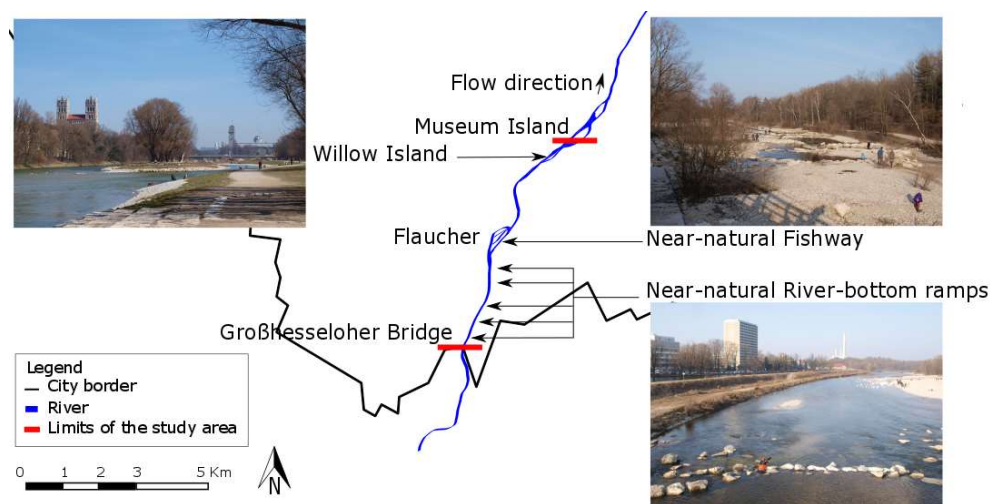 Flow direction
Museum Island
Willow Island
Flaucher
Near-natural Fishway
Near-natural River-bottom ramps
Großhesseloher Bridge
Legend
City border
River
Limits of the study area
0 1 2 3 5 Km
N